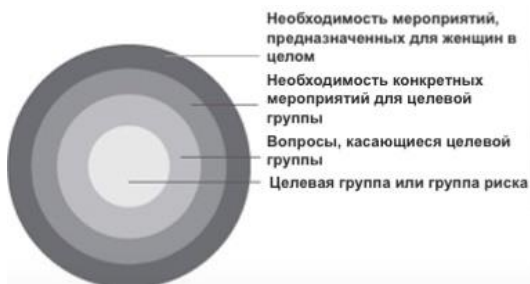 Необходимость мероприятий,
предназначенных для женщин в
целом
Необходимость конкретных
мероприятий для целевой
группы
Вопросы, касающиеся целевой
группы
Целевая группа или группа риска